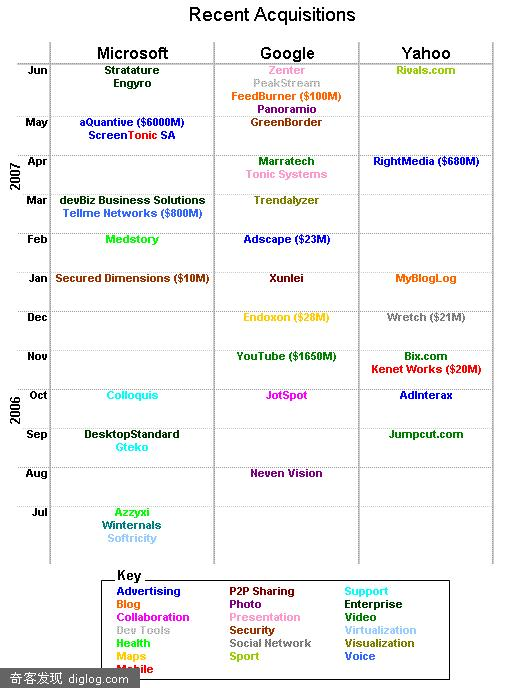 Recent Acquisitions
Microsoft Google Yahoo
2007
Jun Stratature Zenter Rivals.com
Engyro PeakStream
FeedBurner ($100M)
Panoramio
May aQuantive ($6000M) GreenBorder
ScreenTonic SA
Apr Marratech RightMedia ($680M)
Tonic Systems
Mar devBiz Business Solutions Trendalyzer
Tellme Networks ($800M)
Feb Medstory Adscape ($23M)
Jan Secured Dimensions ($10M) Xunlei MyBlogLog
2006
Dec Endoxon ($28M) Wretch ($21M)
Nov YouTube ($1650M) Bix.com
Kenet Works ($20M)
Oct Colloquis JotSpot AdInterax
Sep DesktopStandard Jumpcut.com
Gteko
Aug Neven Vision
Jul Azzyxi
Winternals
Softricity
Key
Advertising P2P Sharing Support
Blog Photo Enterprise
Collaboration Presentation Video
Dev Tools Security Virtualization
Health Social Network Visualization
Maps Sport Voice
Mobile
奇客发现 diglog.com